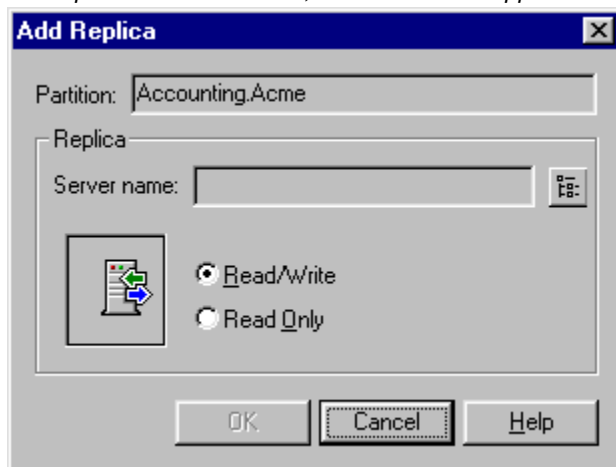 Add Replica
Partition: Accounting.Acme
Replica
Server name:
Read/Write
Read Only
OK Cancel Help